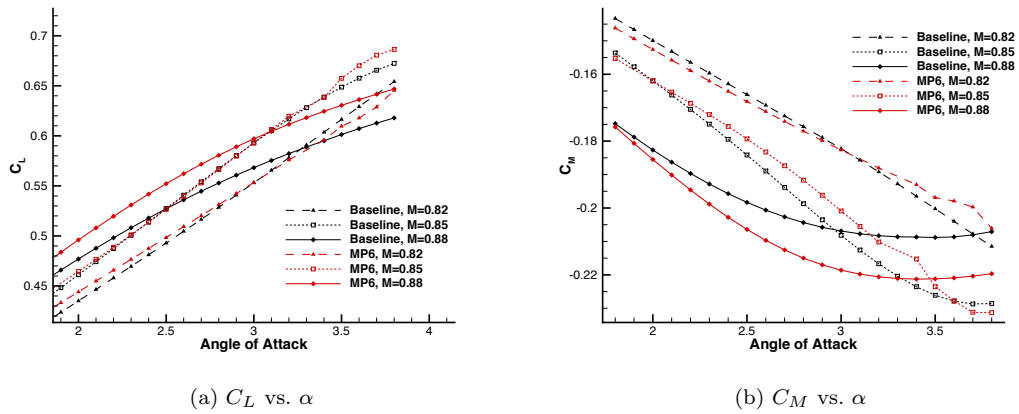 0.7
0.65
0.6
0.55
0.5
0.45
C_L
2
2.5
3
3.5
4
Angle of Attack
Baseline, M=0.82
Baseline, M=0.85
Baseline, M=0.88
MP6, M=0.82
MP6, M=0.85
MP6, M=0.88
(a) C_L vs. α
-0.16
-0.18
-0.2
-0.22
C_M
2
2.5
3
3.5
Angle of Attack
Baseline, M=0.82
Baseline, M=0.85
Baseline, M=0.88
MP6, M=0.82
MP6, M=0.85
MP6, M=0.88
(b) C_M vs. α